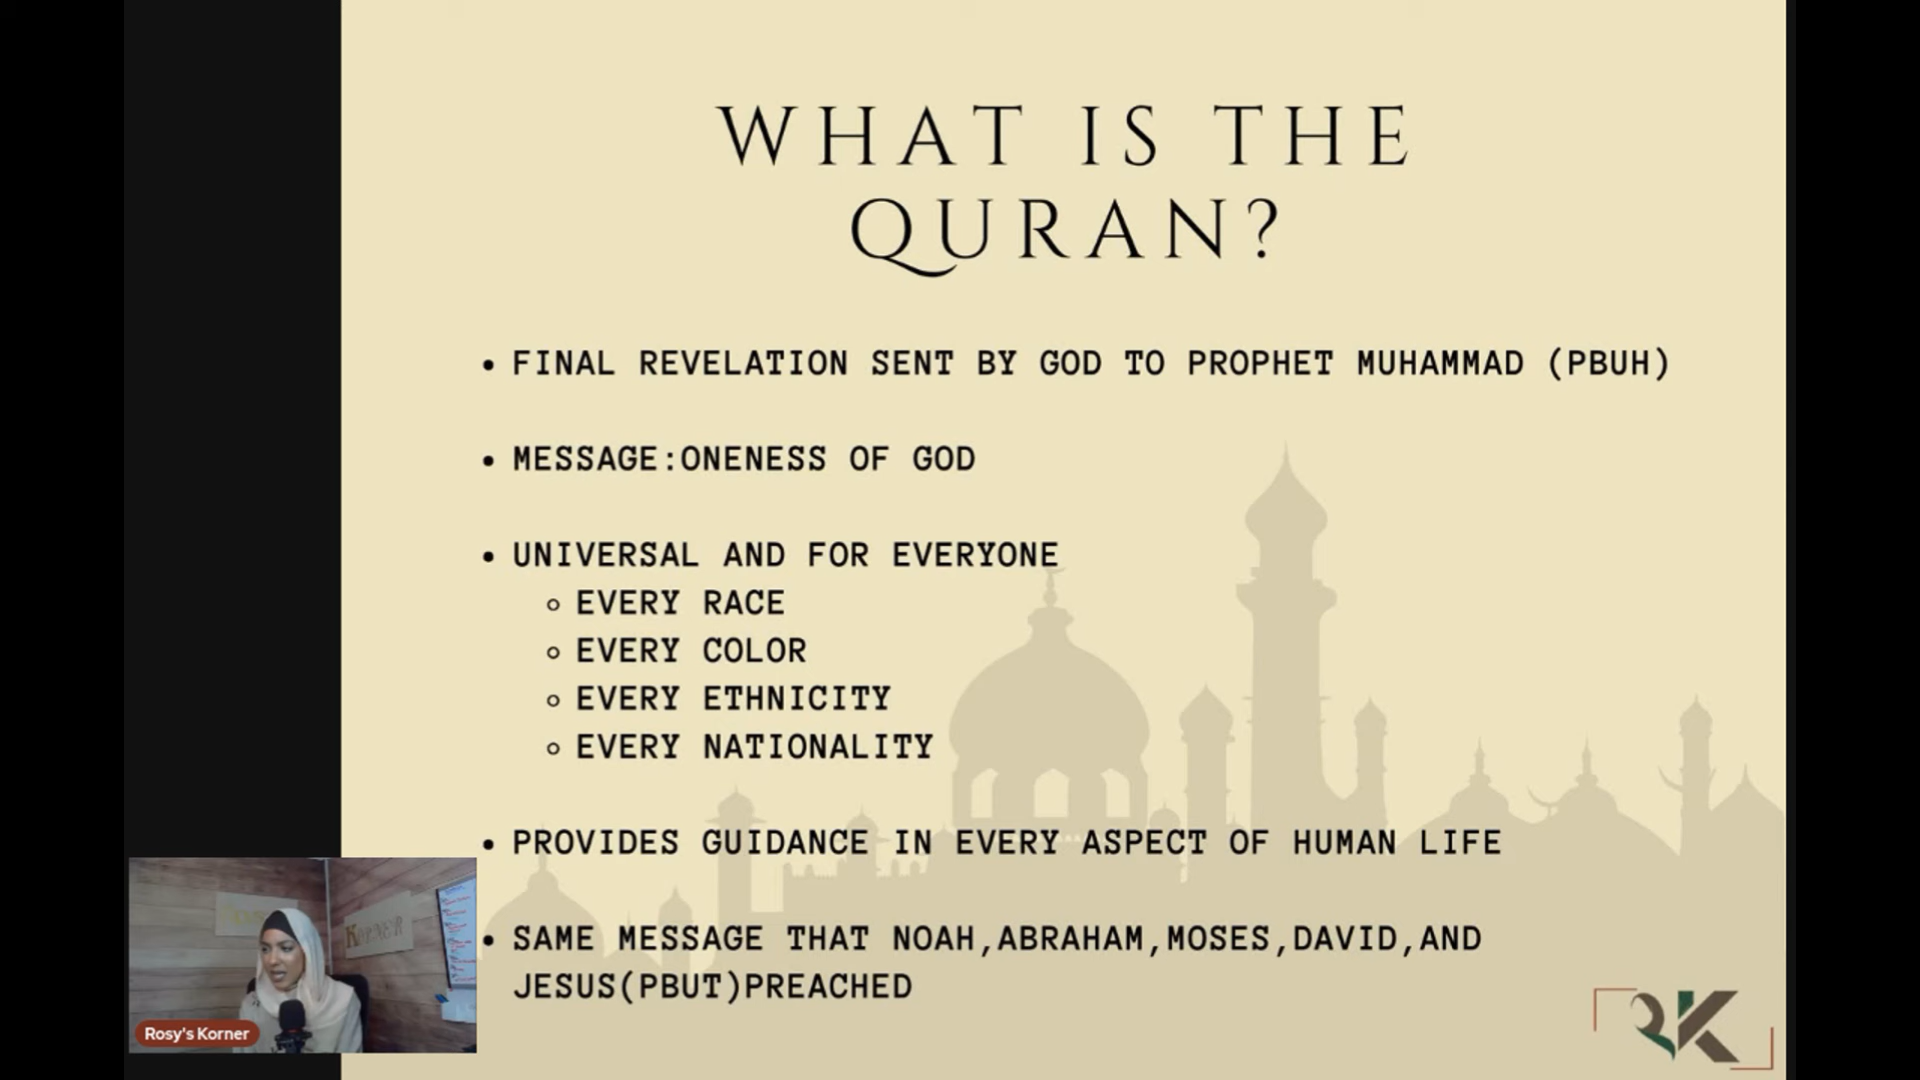 WHAT IS THE
QURAN?
FINAL REVELATION SENT BY GOD TO PROPHET MUHAMMAD (PBUH)
MESSAGE:ONENESS OF GOD
UNIVERSAL AND FOR EVERYONE
EVERY RACE
EVERY COLOR
EVERY ETHNICITY
EVERY NATIONALITY
PROVIDES GUIDANCE IN EVERY ASPECT OF HUMAN LIFE
SAME MESSAGE THAT NOAH,ABRAHAM,MOSES,DAVID,AND
JESUS(PBUT)PREACHED
KORNER
Rosy's Korner
RK